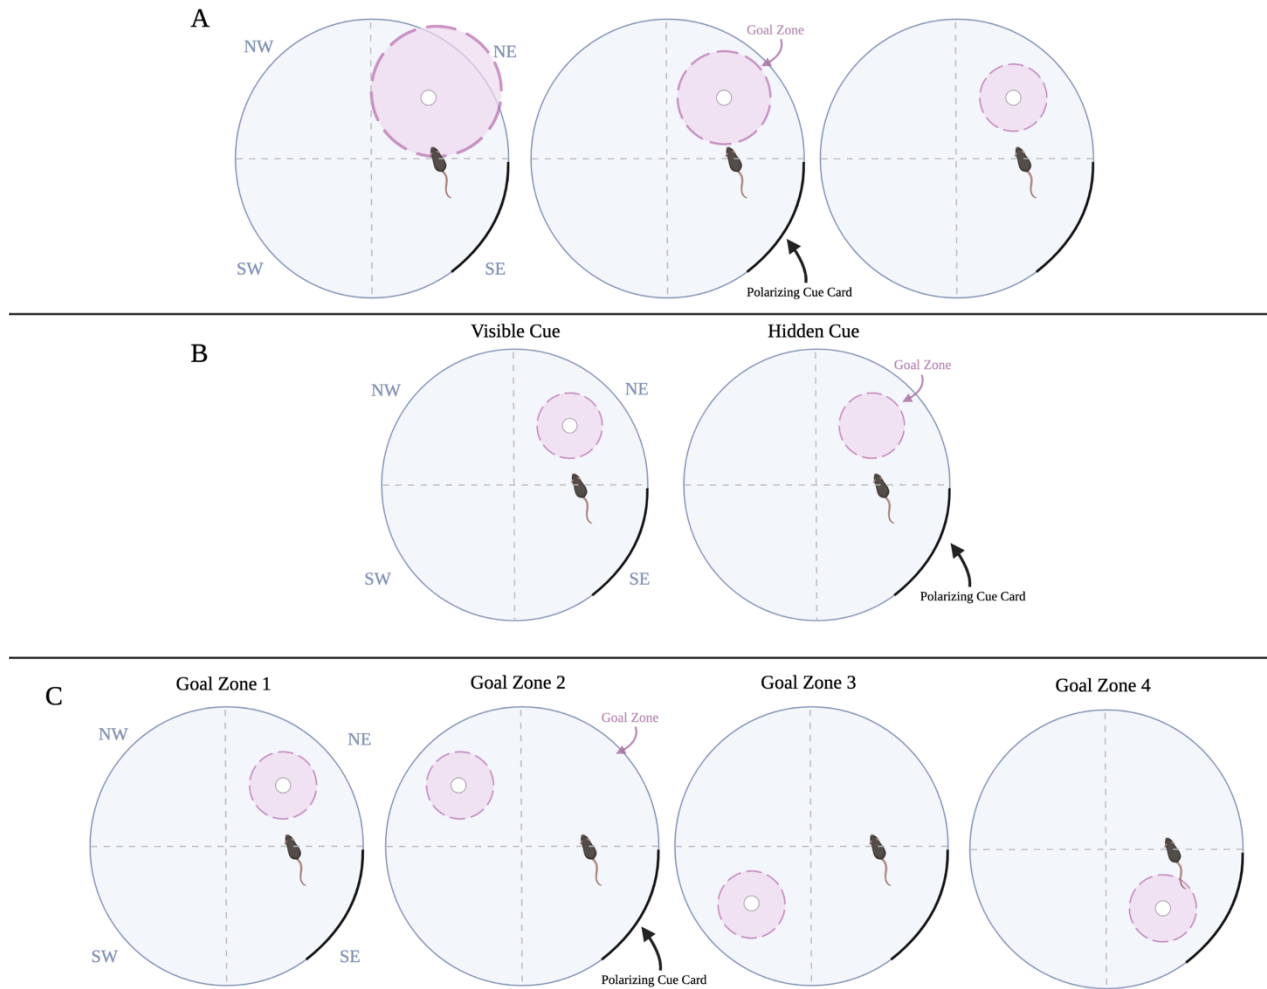 A
NW
NE
Goal Zone
SW
SE
Polarizing Cue Card
B
Visible Cue
Hidden Cue
NW
NE
Goal Zone
SW
SE
Polarizing Cue Card
C
Goal Zone 1
Goal Zone 2
Goal Zone 3
Goal Zone 4
NW
NE
Goal Zone
SW
SE
Polarizing Cue Card